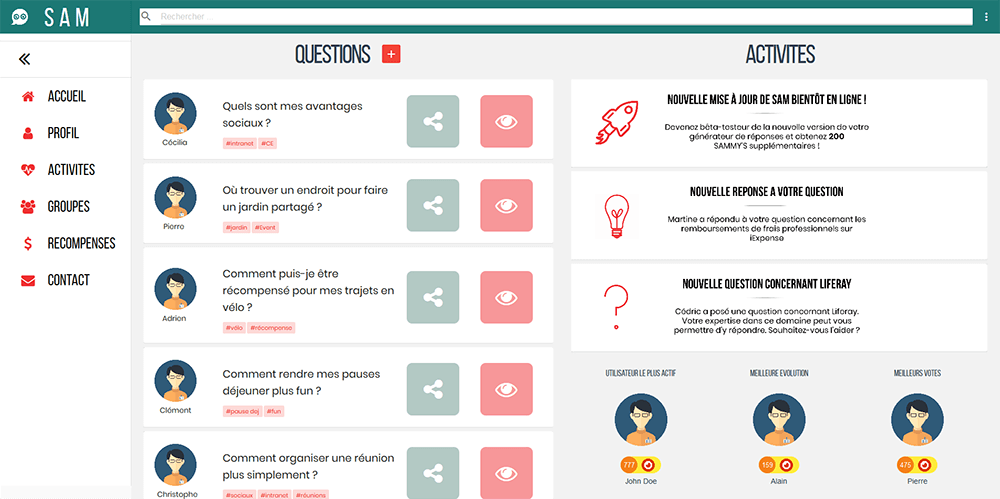 SAM
Rechercher ...
ACCUEIL
PROFIL
ACTIVITES
GROUPES
RECOMPENSES
CONTACT
QUESTIONS
Quels sont mes avantages
sociaux ?
#intranet #CE
Cécilia
Où trouver un endroit pour faire
un jardin partagé ?
#jardin #Event
Pierre
Comment puis-je être
récompensé pour mes trajets en
vélo ?
#vélo #récompense
Adrien
Comment rendre mes pauses
déjeuner plus fun ?
#pause dej #fun
Clément
Comment organiser une réunion
plus simplement ?
#sociaux #intranet #réunions
Christophe
ACTIVITES
NOUVELLE MISE À JOUR DE SAM BIENTÔT EN LIGNE !
Devenez bêta-testeur de la nouvelle version de votre
générateur de réponses et obtenez 200
SAMMY'S supplémentaires !
NOUVELLE REPONSE A VOTRE QUESTION
Martine a répondu à votre question concernant les
remboursements de frais professionnels sur
iExpense
NOUVELLE QUESTION CONCERNANT LIFERAY
Cédric a posé une question concernant Liferay.
Votre expertise dans ce domaine peut vous
permettre d'y répondre. Souhaitez-vous l'aider ?
UTILISATEUR LE PLUS ACTIF
777
John Doe
MEILLEURE EVOLUTION
159
Alain
MEILLEURS VOTES
475
Pierre